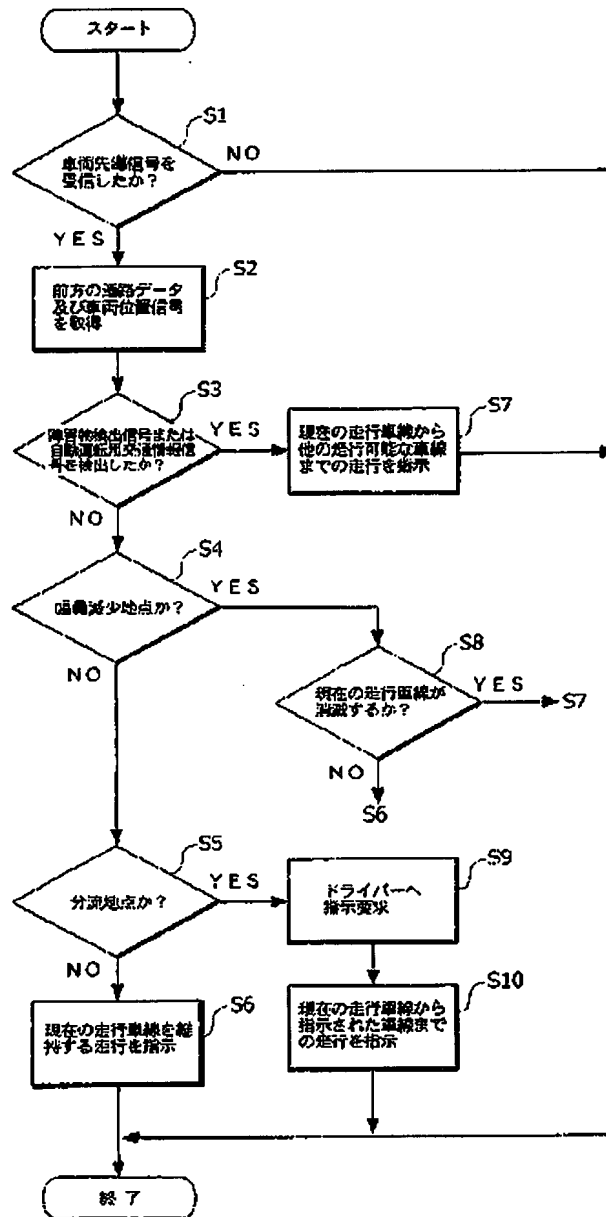 スタート
S1
車両先導信号を
受信したか？
NO
YES
S2
前方の道路データ
及び車両位置信号
を取得
S3
障害物検出信号または
自動運転用交通情報信
号を検出したか？
YES
NO
S7
現在の走行車線から
他の走行可能な車線
までの走行を指示
S4
幅員減少地点か？
YES
NO
S8
現在の走行車線が
消滅するか？
YES
S7
NO
S6
S5
分流地点か？
YES
NO
S9
ドライバーへ
指示要求
S6
現在の走行車線を維
持する走行を指示
S10
現在の走行車線から
指示された車線まで
の走行を指示
終了